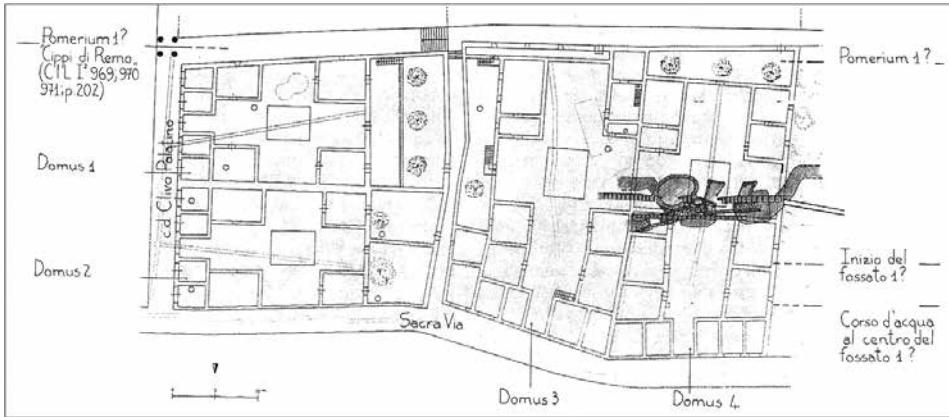 Pomerium 1?
Cippi di Remo
(CIL I² 969, 970
971 i p. 202)
Domus 1
c.d. Clivo Palatino
Domus 2
Sacra Via
Domus 3
Domus 4
Pomerium 1?
Inizio del
fossato 1?
Corso d'acqua
al centro del
fossato 1?